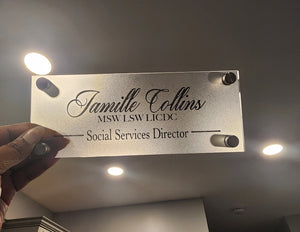 Jamille Collins
MSW LSW LICDC
Social Services Director